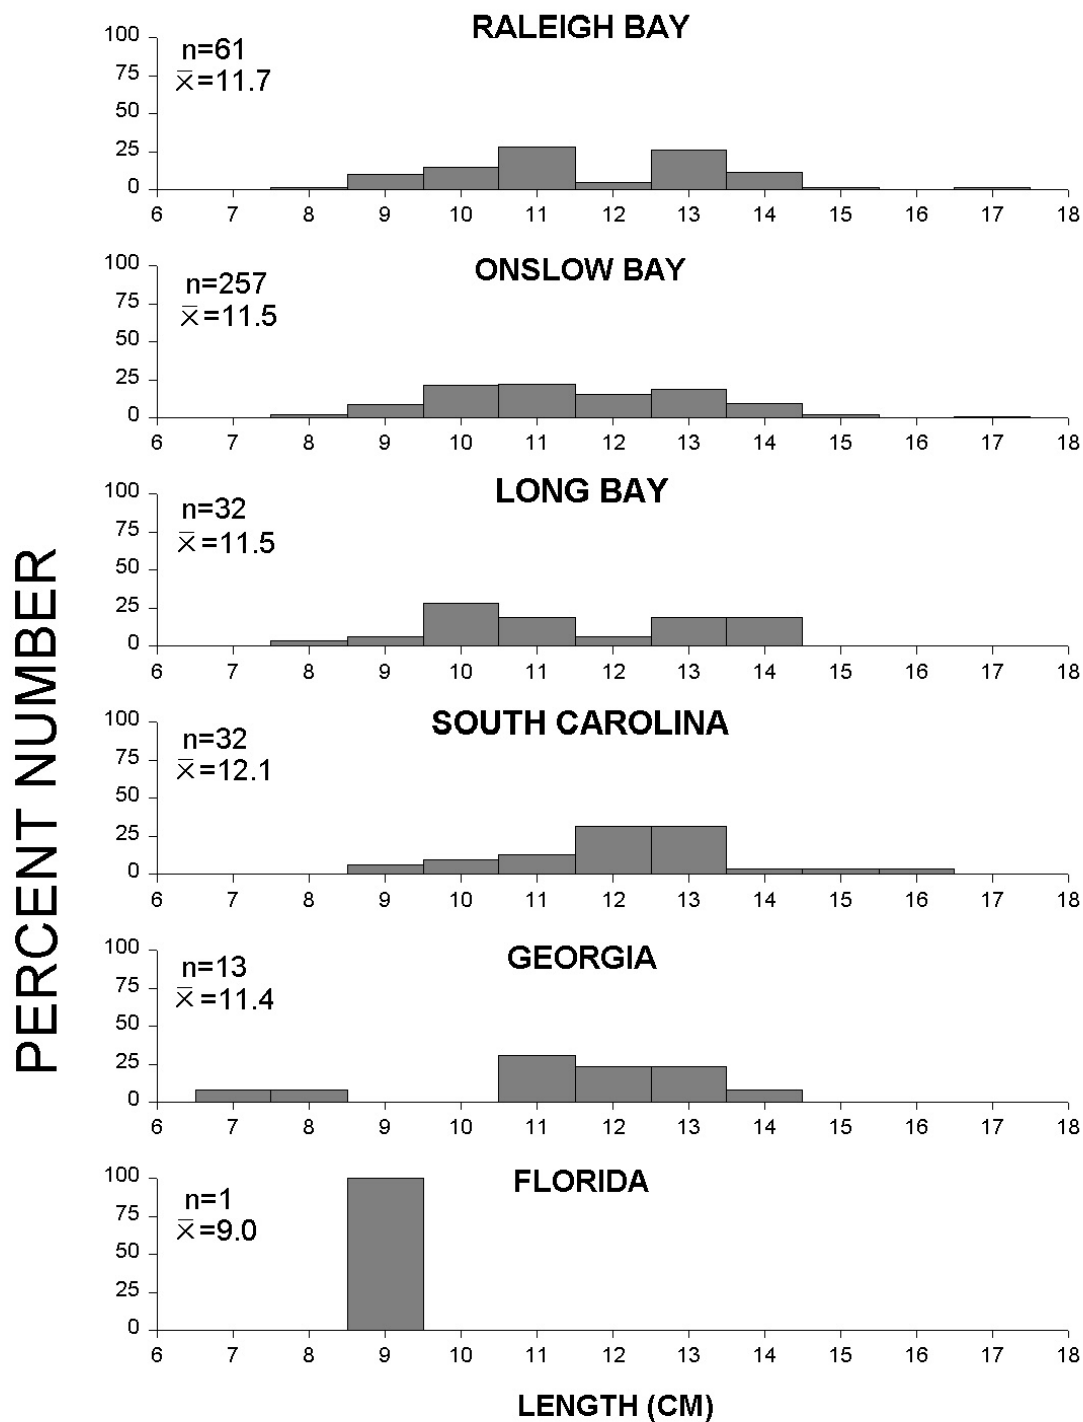 PERCENT NUMBER
RALEIGH BAY
n=61
x̅=11.7
100
75
50
25
0
6 7 8 9 10 11 12 13 14 15 16 17 18
ONSLOW BAY
n=257
x̅=11.5
100
75
50
25
0
6 7 8 9 10 11 12 13 14 15 16 17 18
LONG BAY
n=32
x̅=11.5
100
75
50
25
0
6 7 8 9 10 11 12 13 14 15 16 17 18
SOUTH CAROLINA
n=32
x̅=12.1
100
75
50
25
0
6 7 8 9 10 11 12 13 14 15 16 17 18
GEORGIA
n=13
x̅=11.4
100
75
50
25
0
6 7 8 9 10 11 12 13 14 15 16 17 18
FLORIDA
n=1
x̅=9.0
100
75
50
25
0
6 7 8 9 10 11 12 13 14 15 16 17 18
LENGTH (CM)